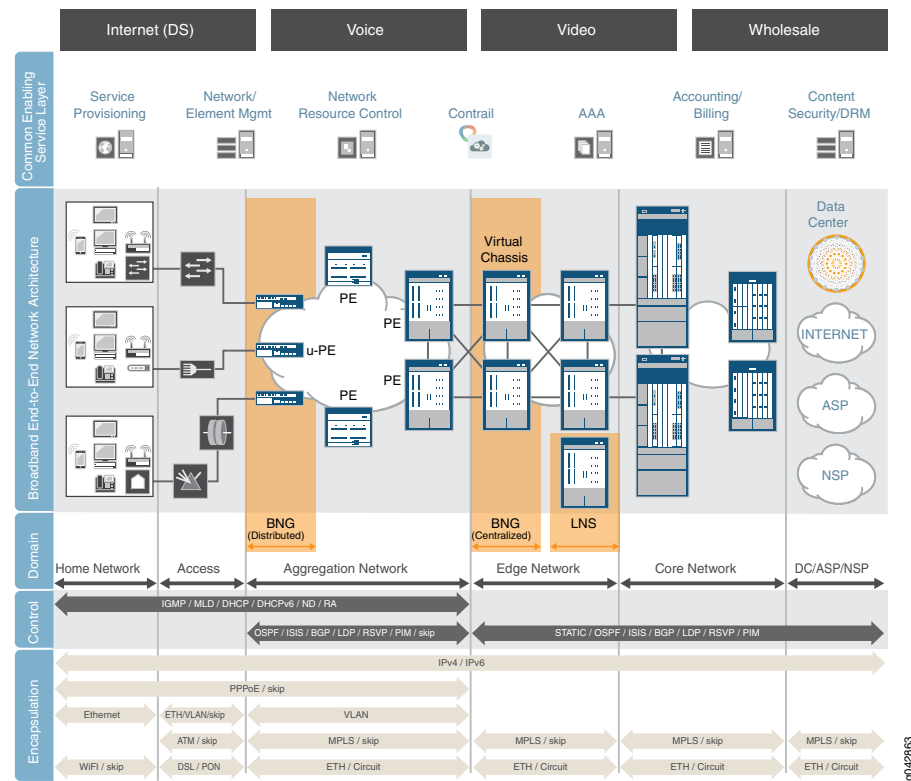 Internet (DS)
Voice
Video
Wholesale
Common Enabling
Service Layer
Service
Provisioning
Network/
Element Mgmt
Network
Resource Control
Contrail
AAA
Accounting/
Billing
Content
Security/DRM
Broadband End-to-End Network Architecture
Data
Center
Virtual
Chassis
PE
PE
u-PE
PE
PE
INTERNET
ASP
NSP
BNG
(Distributed)
BNG
(Centralized)
LNS
Domain
Home Network
Access
Aggregation Network
Edge Network
Core Network
DC/ASP/NSP
Control
IGMP / MLD / DHCP / DHCPv6 / ND / RA
OSPF / ISIS / BGP / LDP / RSVP / PIM / skip
STATIC / OSPF / ISIS / BGP / LDP / RSVP / PIM
Encapsulation
IPv4 / IPv6
PPPoE / skip
Ethernet
ETH/VLAN/skip
VLAN
ATM / skip
MPLS / skip
MPLS / skip
MPLS / skip
MPLS / skip
WiFI / skip
DSL / PON
ETH / Circuit
ETH / Circuit
ETH / Circuit
ETH / Circuit
g042863